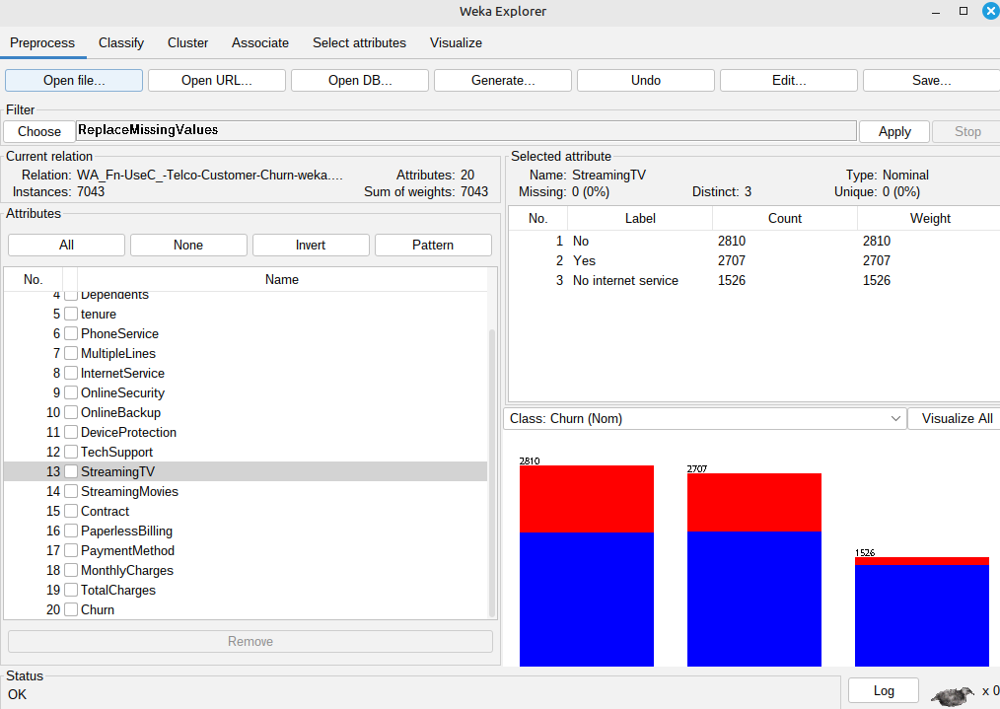 Weka Explorer
Preprocess Classify Cluster Associate Select attributes Visualize
Open file... Open URL... Open DB... Generate... Undo Edit... Save...
Filter
Choose ReplaceMissingValues Apply Stop
Current relation
Relation: WA_Fn-UseC_-Telco-Customer-Churn-weka.... Attributes: 20
Instances: 7043 Sum of weights: 7043
Attributes
All None Invert Pattern
No. Name
4 Dependents
5 tenure
6 PhoneService
7 MultipleLines
8 InternetService
9 OnlineSecurity
10 OnlineBackup
11 DeviceProtection
12 TechSupport
13 StreamingTV
14 StreamingMovies
15 Contract
16 PaperlessBilling
17 PaymentMethod
18 MonthlyCharges
19 TotalCharges
20 Churn
Remove
Selected attribute
Name: StreamingTV Type: Nominal
Missing: 0 (0%) Distinct: 3 Unique: 0 (0%)
No. Label Count Weight
1 No 2810 2810
2 Yes 2707 2707
3 No internet service 1526 1526
Class: Churn (Nom) Visualize All
2810
2707
1526
Status
OK
Log x 0